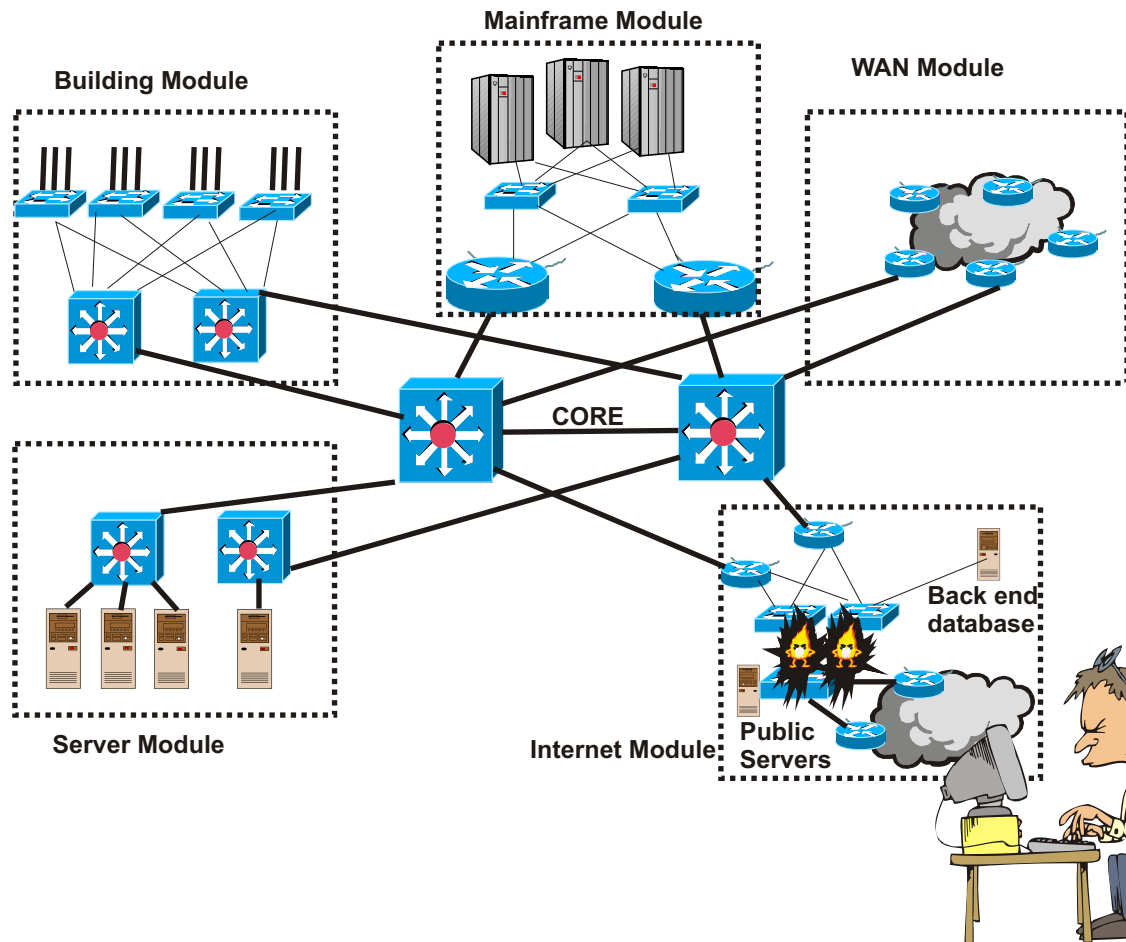 Mainframe Module
Building Module
WAN Module
CORE
Back end
database
Public
Servers
Server Module
Internet Module